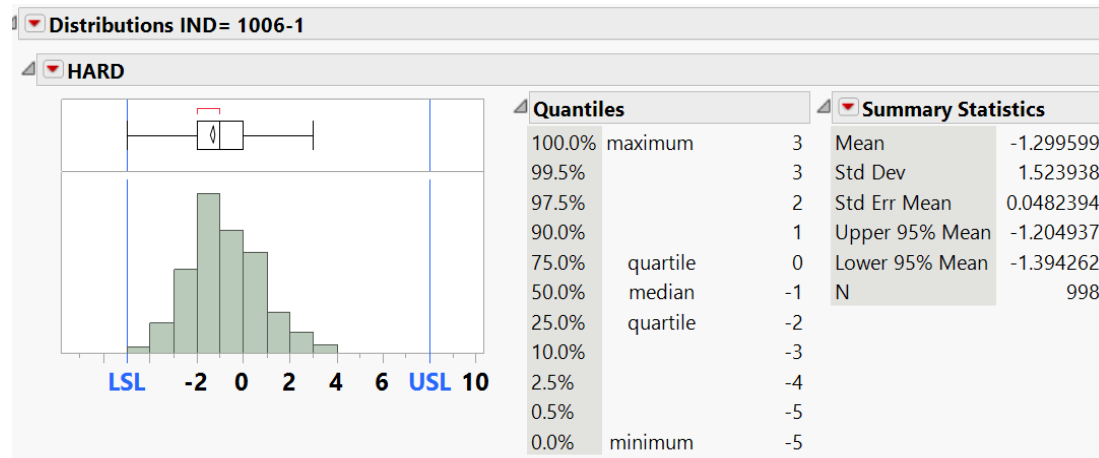 Distributions IND= 1006-1
HARD
LSL -2 0 2 4 6 USL 10
Quantiles
100.0% maximum 3
99.5% 3
97.5% 2
90.0% 1
75.0% quartile 0
50.0% median -1
25.0% quartile -2
10.0% -3
2.5% -4
0.5% -5
0.0% minimum -5
Summary Statistics
Mean -1.299599
Std Dev 1.523938
Std Err Mean 0.0482394
Upper 95% Mean -1.204937
Lower 95% Mean -1.394262
N 998